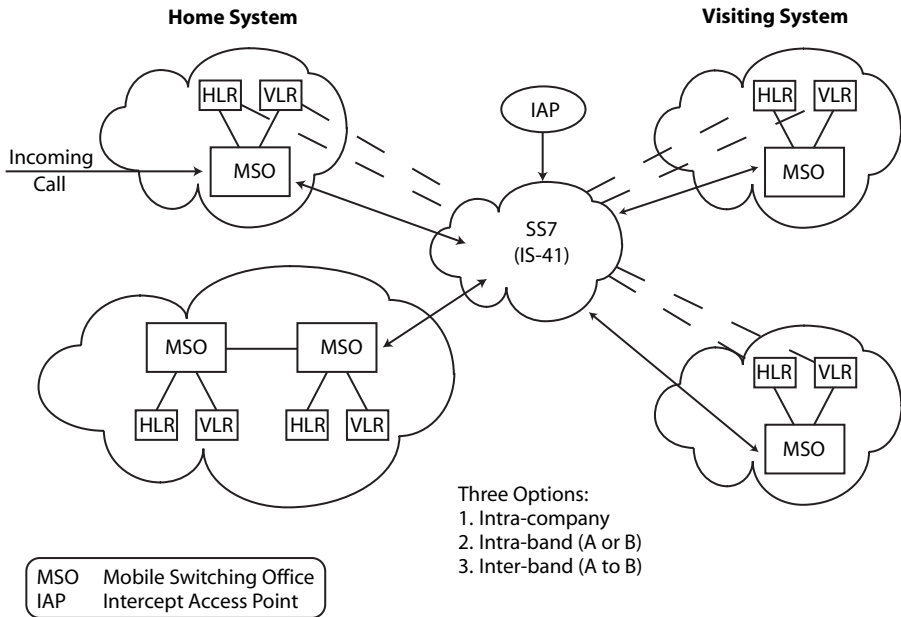 Home System
Visiting System
HLR
VLR
MSO
Incoming
Call
IAP
HLR
VLR
MSO
SS7
(IS-41)
MSO
MSO
HLR
VLR
HLR
VLR
HLR
VLR
MSO
Three Options:
1. Intra-company
2. Intra-band (A or B)
3. Inter-band (A to B)
MSO Mobile Switching Office
IAP Intercept Access Point